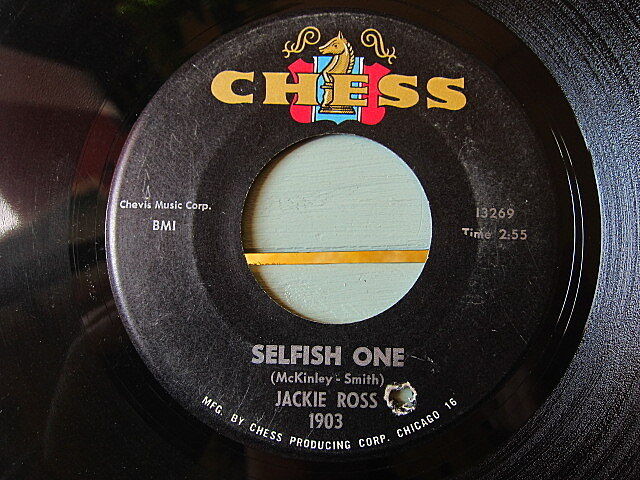 CHESS
Chevis Music Corp.
BMI
13269
Time 2:55
SELFISH ONE
(McKinley - Smith)
JACKIE ROSS
1903
MFG. BY CHESS PRODUCING CORP. CHICAGO 16